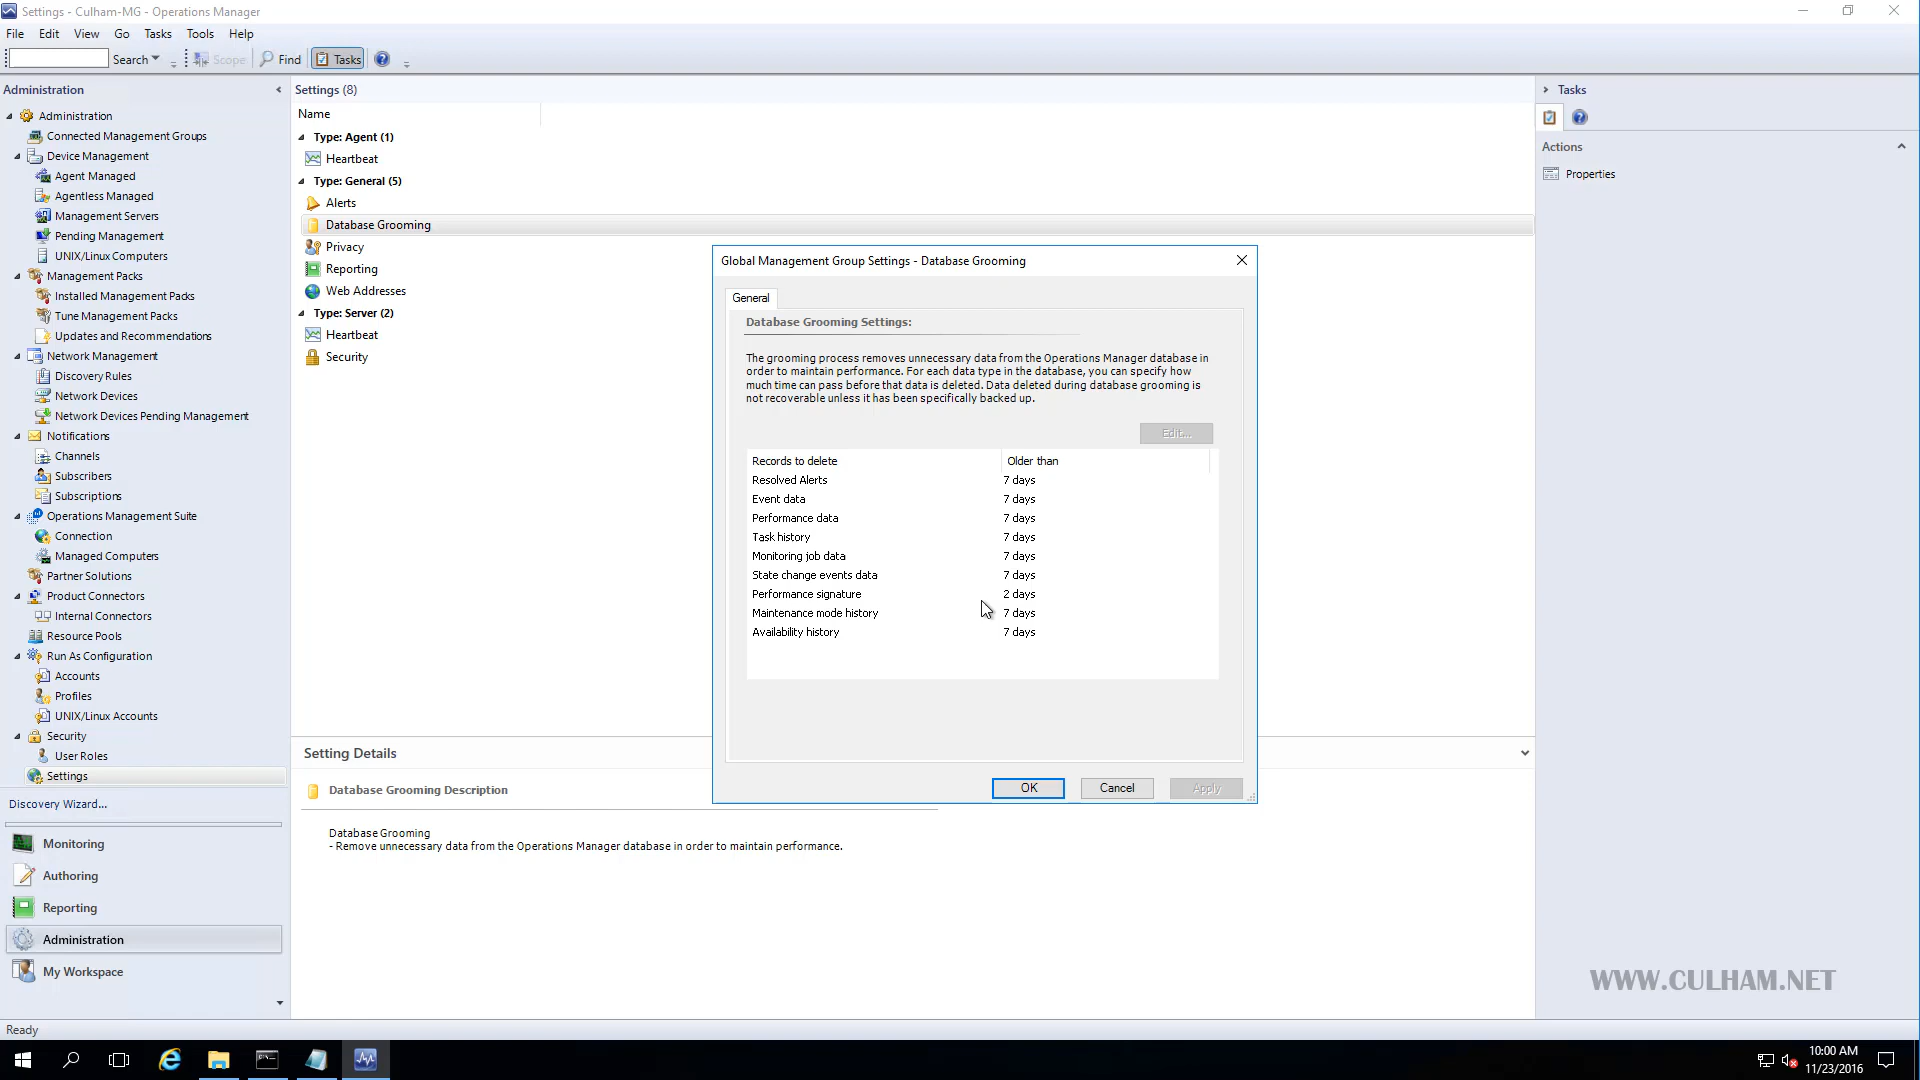 Settings - Culham-MG - Operations Manager
File Edit View Go Tasks Tools Help
Search Scope Find Tasks
Administration
Administration
Connected Management Groups
Device Management
Agent Managed
Agentless Managed
Management Servers
Pending Management
UNIX/Linux Computers
Management Packs
Installed Management Packs
Tune Management Packs
Updates and Recommendations
Network Management
Discovery Rules
Network Devices
Network Devices Pending Management
Notifications
Channels
Subscribers
Subscriptions
Operations Management Suite
Connection
Managed Computers
Partner Solutions
Product Connectors
Internal Connectors
Resource Pools
Run As Configuration
Accounts
Profiles
UNIX/Linux Accounts
Security
User Roles
Settings
Discovery Wizard...
Monitoring
Authoring
Reporting
Administration
My Workspace
Settings (8)
Name
Type: Agent (1)
Heartbeat
Type: General (5)
Alerts
Database Grooming
Privacy
Reporting
Web Addresses
Type: Server (2)
Heartbeat
Security
Global Management Group Settings - Database Grooming
General
Database Grooming Settings:
The grooming process removes unnecessary data from the Operations Manager database in
order to maintain performance. For each data type in the database, you can specify how
much time can pass before that data is deleted. Data deleted during database grooming is
not recoverable unless it has been specifically backed up.
Edit...
Records to delete Older than
Resolved Alerts 7 days
Event data 7 days
Performance data 7 days
Task history 7 days
Monitoring job data 7 days
State change events data 7 days
Performance signature 2 days
Maintenance mode history 7 days
Availability history 7 days
OK Cancel Apply
Setting Details
Database Grooming Description
Database Grooming
- Remove unnecessary data from the Operations Manager database in order to maintain performance.
Tasks
Actions
Properties
WWW.CULHAM.NET
Ready
10:00 AM
11/23/2016